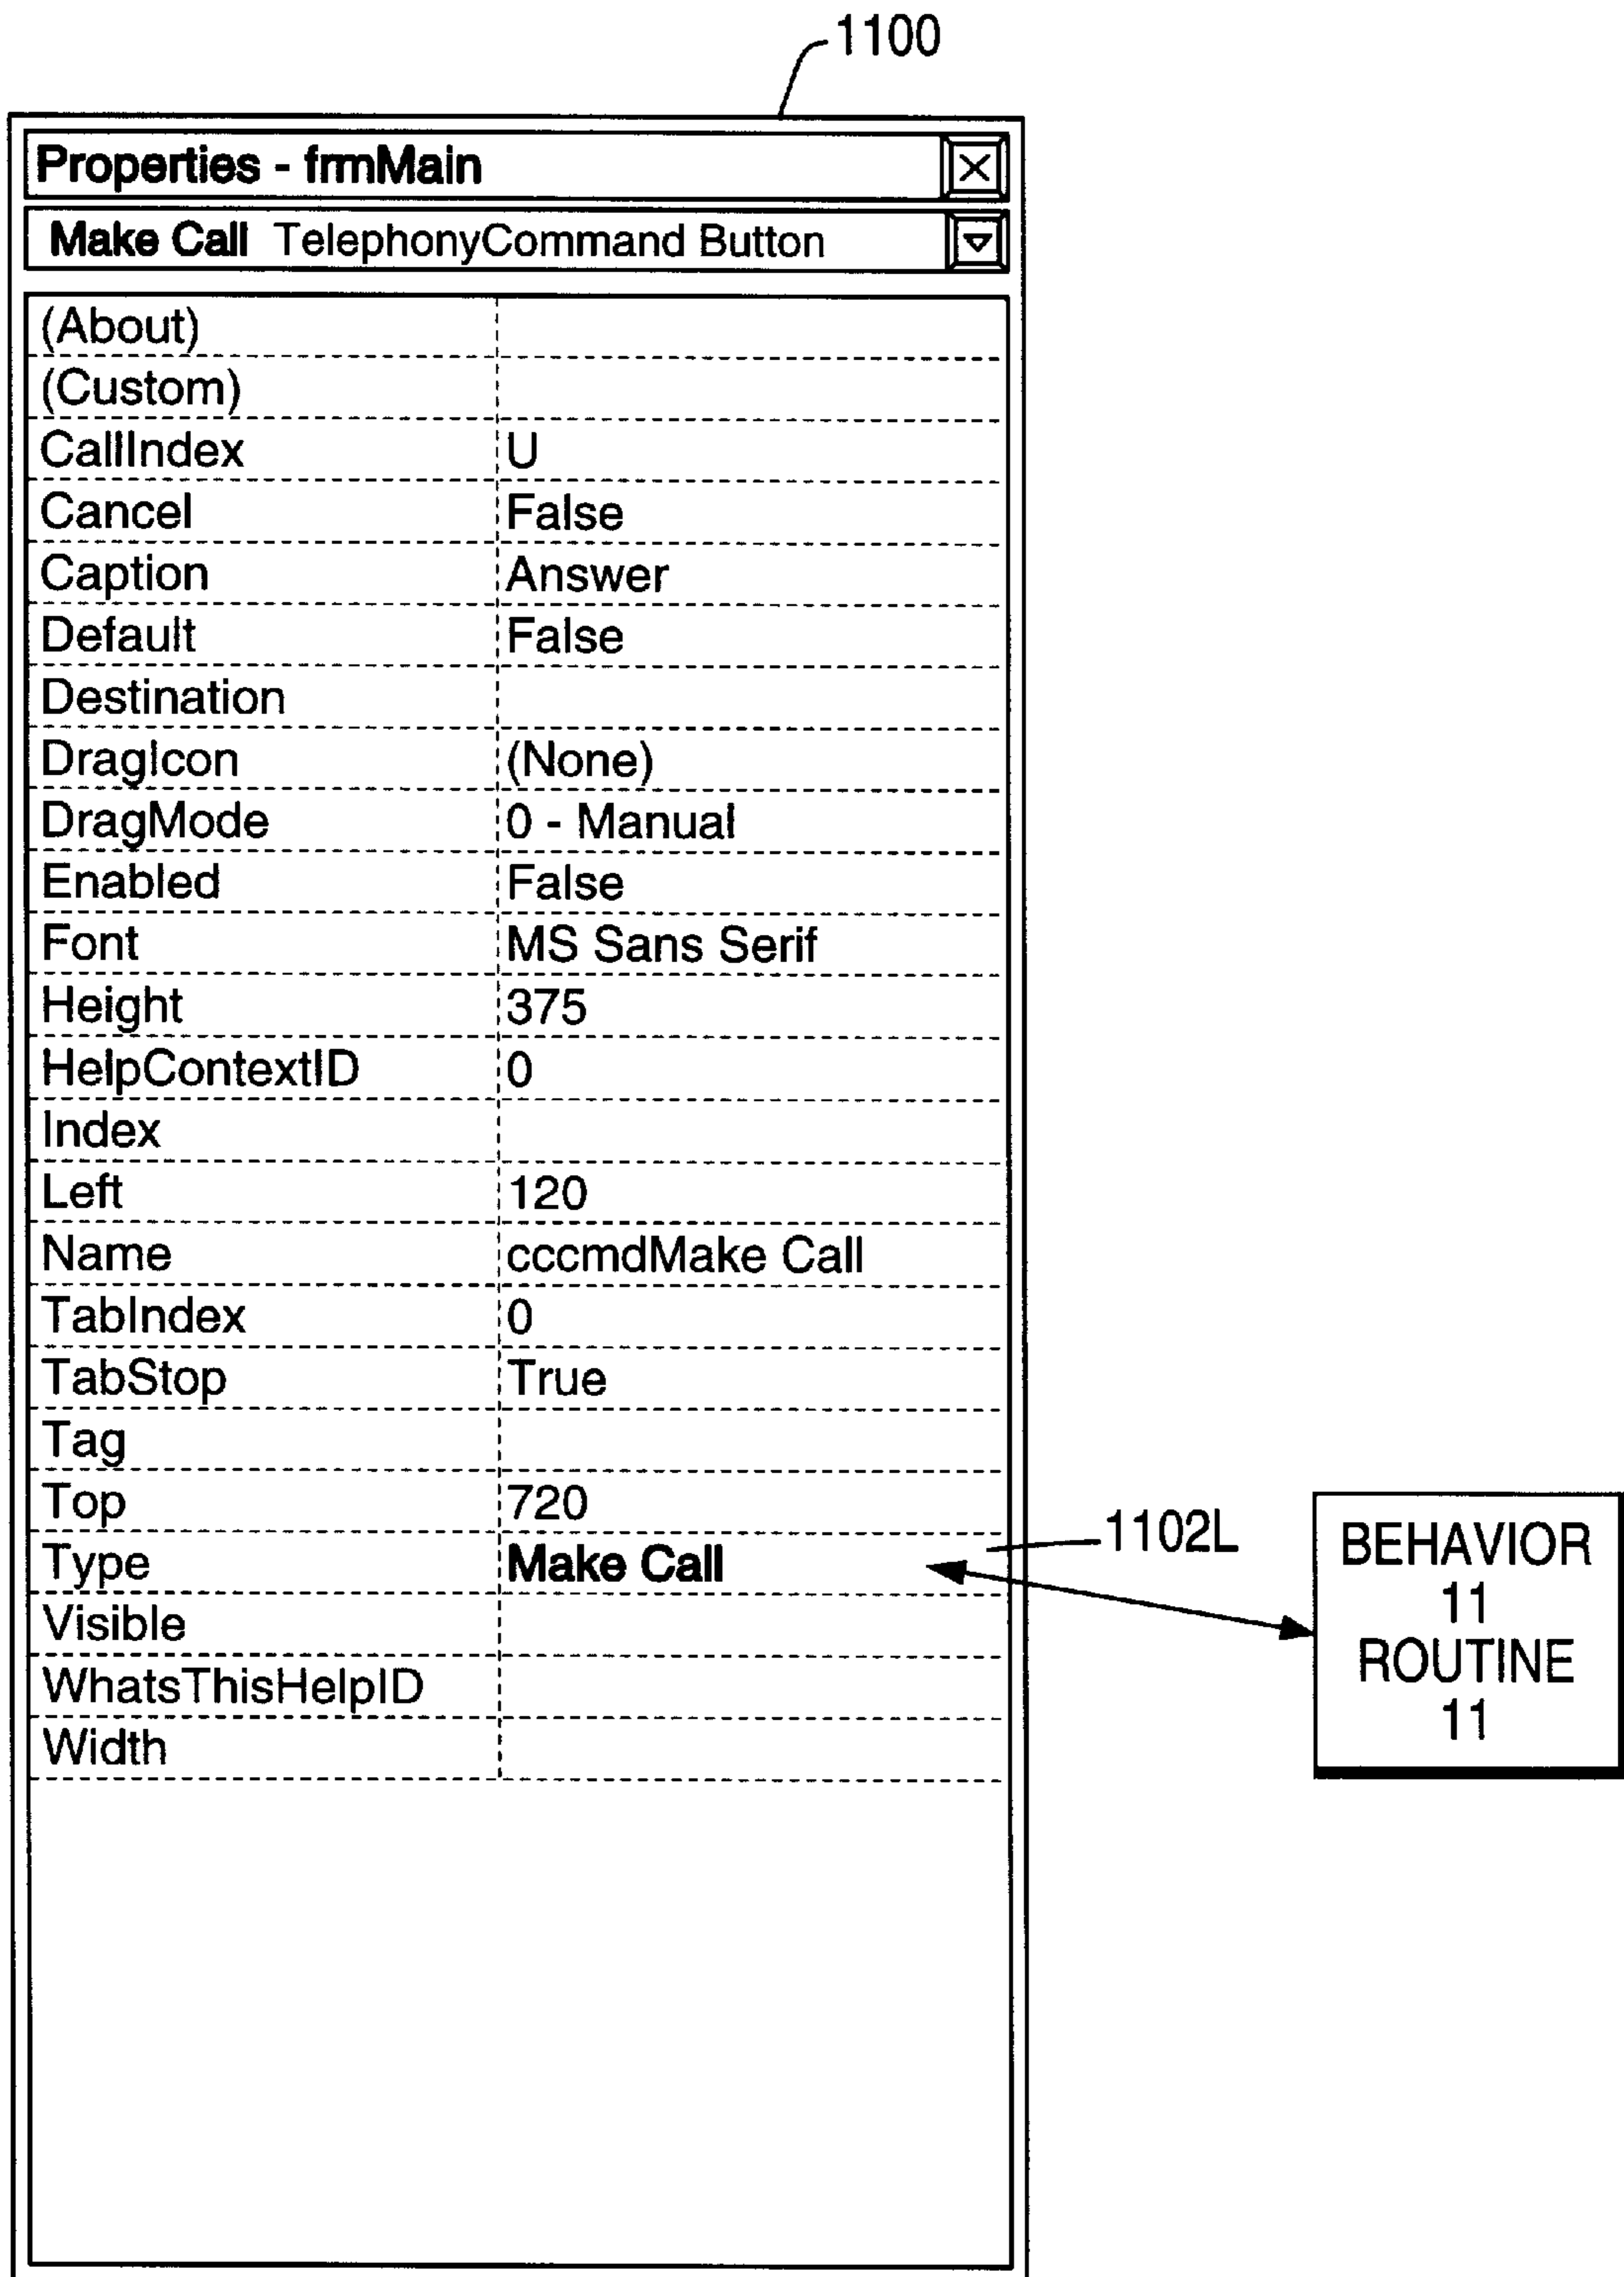 1100
Properties - frmMain
Make Call TelephonyCommand Button
(About)
(Custom)
CallIndex U
Cancel False
Caption Answer
Default False
Destination
DragIcon (None)
DragMode 0 - Manual
Enabled False
Font MS Sans Serif
Height 375
HelpContextID 0
Index
Left 120
Name cccmdMake Call
TabIndex 0
TabStop True
Tag
Top 720
Type Make Call
Visible
WhatsThisHelpID
Width
1102L
BEHAVIOR
11
ROUTINE
11